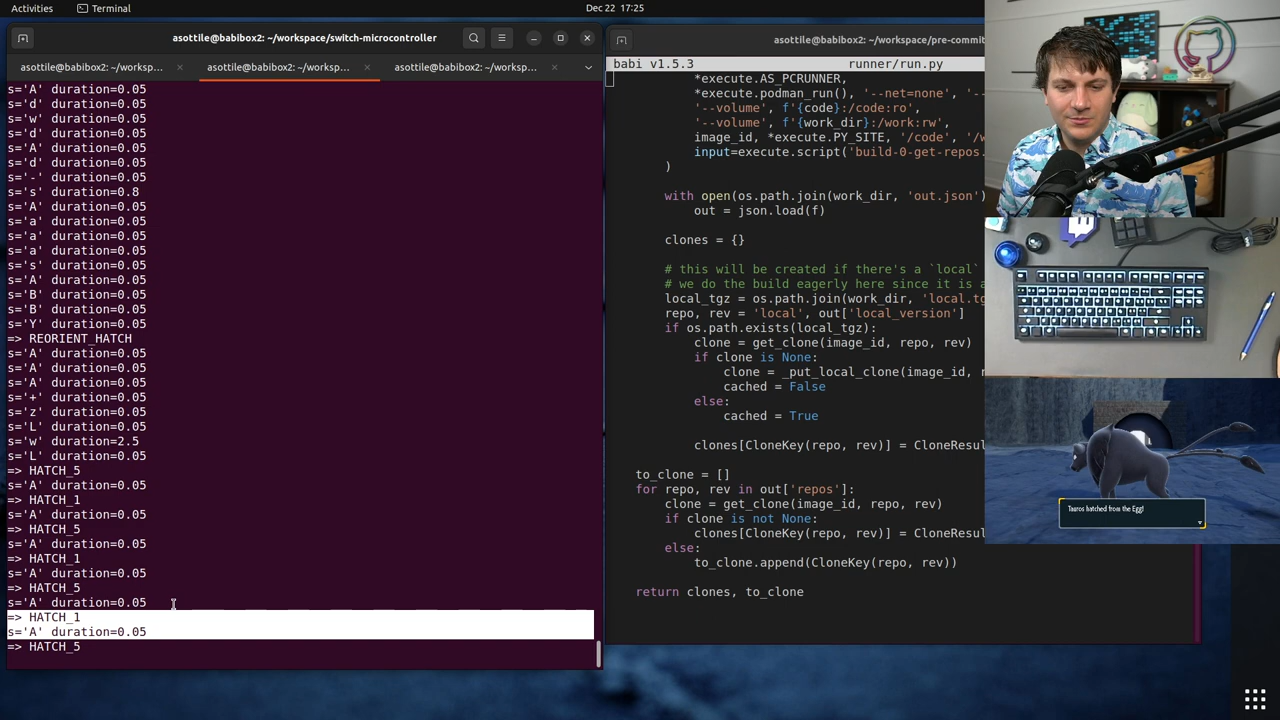 Activities
Terminal
Dec 22 17:25
asottile@babibox2: ~/workspace/switch-microcontroller
asottile@babibox2: ~/worksp...
asottile@babibox2: ~/worksp...
asottile@babibox2: ~/worksp...
s='A' duration=0.05
s='d' duration=0.05
s='w' duration=0.05
s='d' duration=0.05
s='A' duration=0.05
s='d' duration=0.05
s='-' duration=0.05
s='s' duration=0.8
s='A' duration=0.05
s='a' duration=0.05
s='a' duration=0.05
s='a' duration=0.05
s='s' duration=0.05
s='A' duration=0.05
s='B' duration=0.05
s='B' duration=0.05
s='Y' duration=0.05
=> REORIENT_HATCH
s='A' duration=0.05
s='A' duration=0.05
s='A' duration=0.05
s='+' duration=0.05
s='z' duration=0.05
s='L' duration=0.05
s='w' duration=2.5
s='L' duration=0.05
=> HATCH_5
s='A' duration=0.05
=> HATCH_1
s='A' duration=0.05
=> HATCH_5
s='A' duration=0.05
=> HATCH_1
s='A' duration=0.05
=> HATCH_5
s='A' duration=0.05
=> HATCH_1
s='A' duration=0.05
=> HATCH_5
asottile@babibox2: ~/workspace/pre-commit
babi v1.5.3 runner/run.py
*execute.AS_PCRUNNER,
*execute.podman_run(), '--net=none', '--
'--volume', f'{code}:/code:ro',
'--volume', f'{work_dir}:/work:rw',
image_id, *execute.PY_SITE, '/code', '/w
input=execute.script('build-0-get-repos.
)
with open(os.path.join(work_dir, 'out.json')
out = json.load(f)
clones = {}
# this will be created if there's a `local`
# we do the build eagerly here since it is a
local_tgz = os.path.join(work_dir, 'local.tg
repo, rev = 'local', out['local_version']
if os.path.exists(local_tgz):
clone = get_clone(image_id, repo, rev)
if clone is None:
clone = _put_local_clone(image_id, r
cached = False
else:
cached = True
clones[CloneKey(repo, rev)] = CloneResul
to_clone = []
for repo, rev in out['repos']:
clone = get_clone(image_id, repo, rev)
if clone is not None:
clones[CloneKey(repo, rev)] = CloneResul
else:
to_clone.append(CloneKey(repo, rev))
return clones, to_clone
Tauros hatched from the Egg!